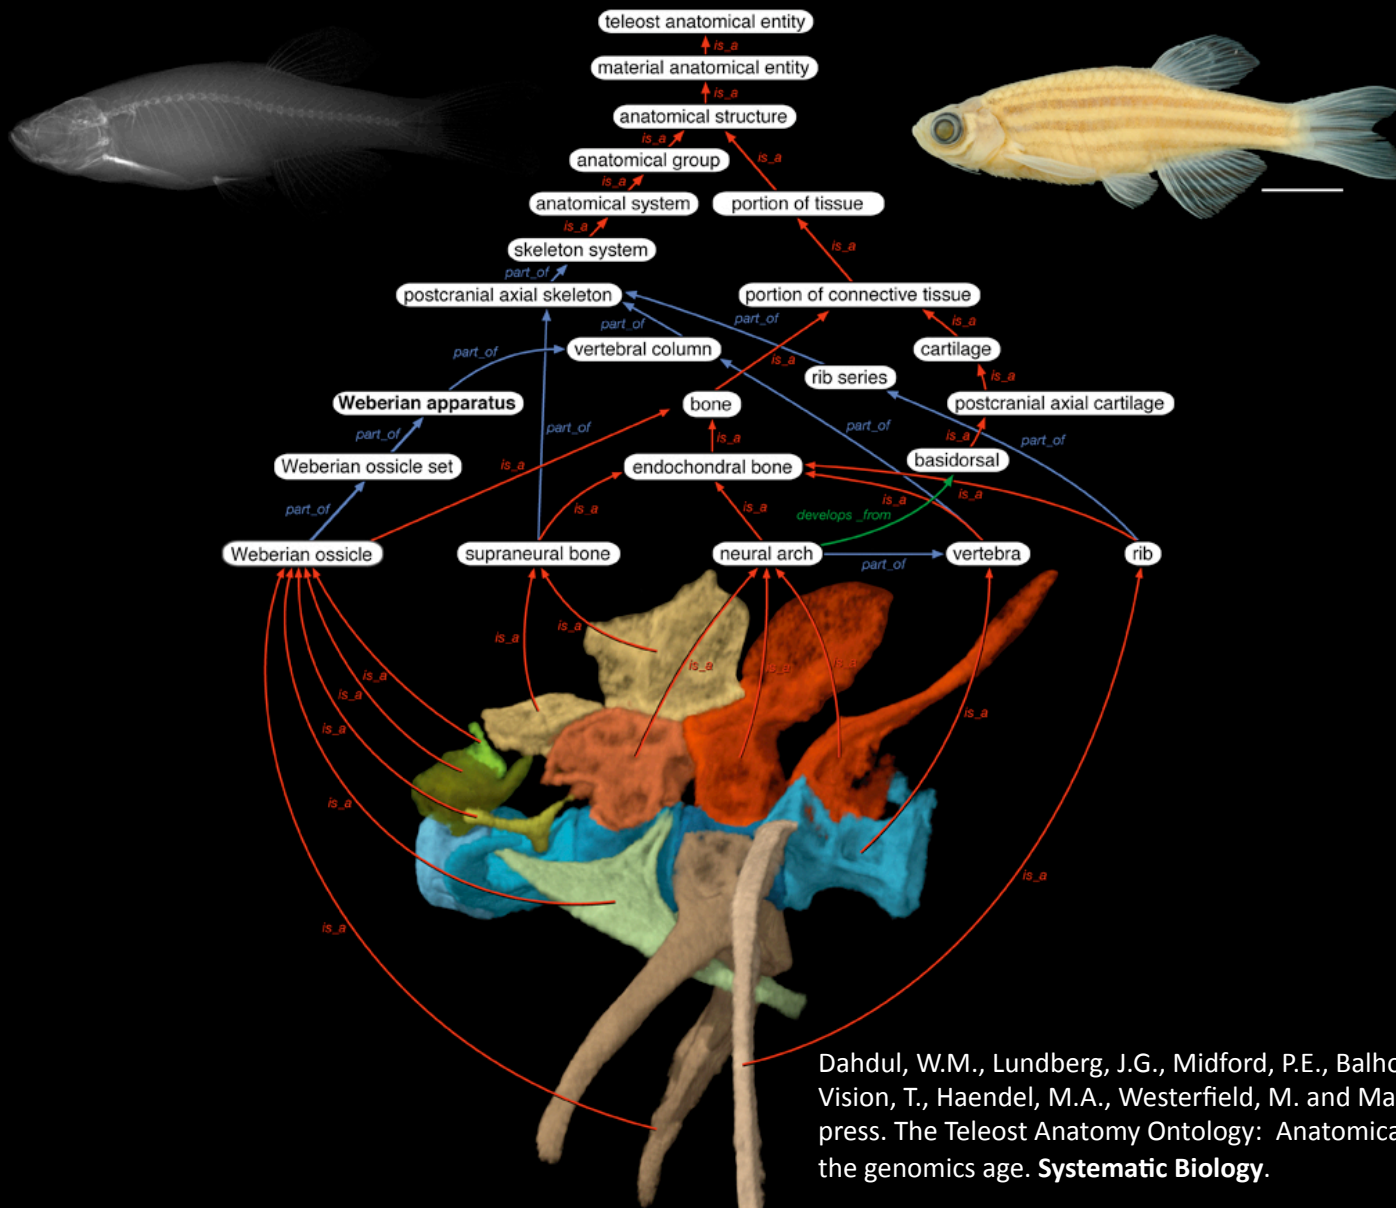 teleost anatomical entity
is_a
material anatomical entity
is_a
anatomical structure
is_a
is_a
anatomical group
is_a
anatomical system
portion of tissue
is_a
is_a
skeleton system
part_of
postcranial axial skeleton
portion of connective tissue
part_of
part_of
is_a
part_of
vertebral column
is_a
cartilage
rib series
is_a
Weberian apparatus
bone
postcranial axial cartilage
part_of
part_of
is_a
part_of
is_a
part_of
Weberian ossicle set
is_a
endochondral bone
basidorsal
part_of
is_a
is_a
is_a
is_a
develops _from
Weberian ossicle
supraneural bone
neural arch
part_of
vertebra
rib
is_a
is_a
is_a
is_a
is_a
is_a
is_a
is_a
is_a
is_a
is_a
is_a
Dahdul, W.M., Lundberg, J.G., Midford, P.E., Balho
Vision, T., Haendel, M.A., Westerfield, M. and Ma
press. The Teleost Anatomy Ontology: Anatomica
the genomics age. Systematic Biology.